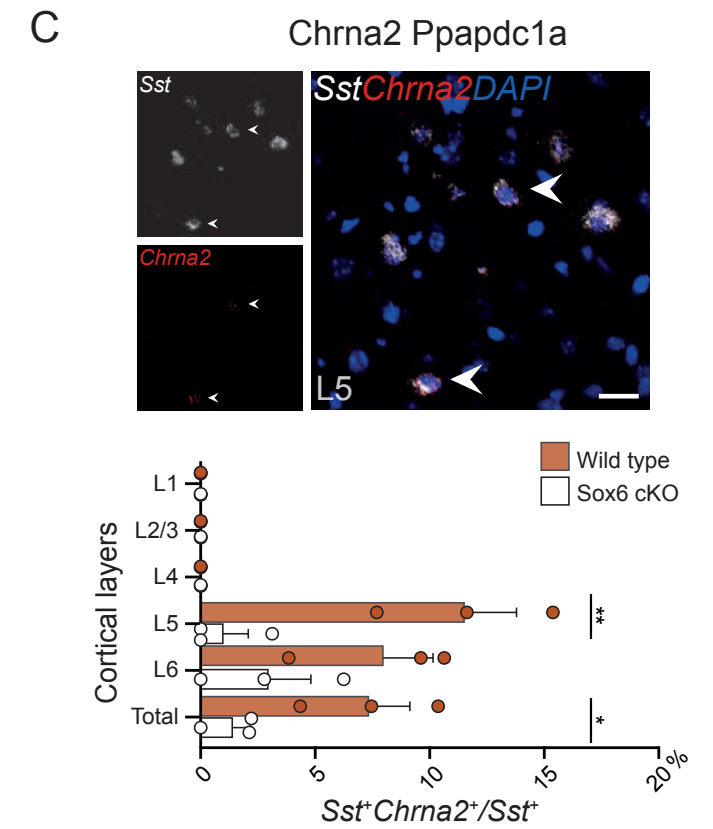 C
Chrna2 Ppapdc1a
Sst
SstChrna2DAPI
Chrna2
L5
Wild type
Sox6 cKO
Cortical layers
L1
L2/3
L4
L5
**
L6
Total
*
0
5
10
15
20%
Sst⁺Chrna2⁺/Sst⁺